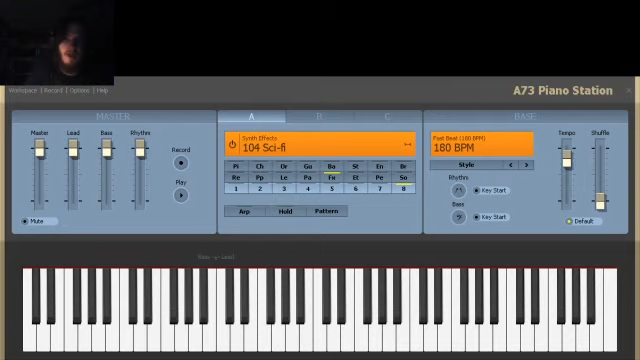 Workspace | Record | Options | Help
A73 Piano Station
MASTER
A
B
C
BASE
Master Lead Bass Rhythm
Record
Play
Mute
Synth Effects
104 Sci-fi
Pi Ch Or Gu Ba St En Br
Re Pp Le Pa Fx Et Pe So
1 2 3 4 5 6 7 8
Arp Hold Pattern
Fast Beat (180 BPM)
180 BPM
Style < >
Rhythm
Key Start
Bass
Key Start
Tempo Shuffle
Default